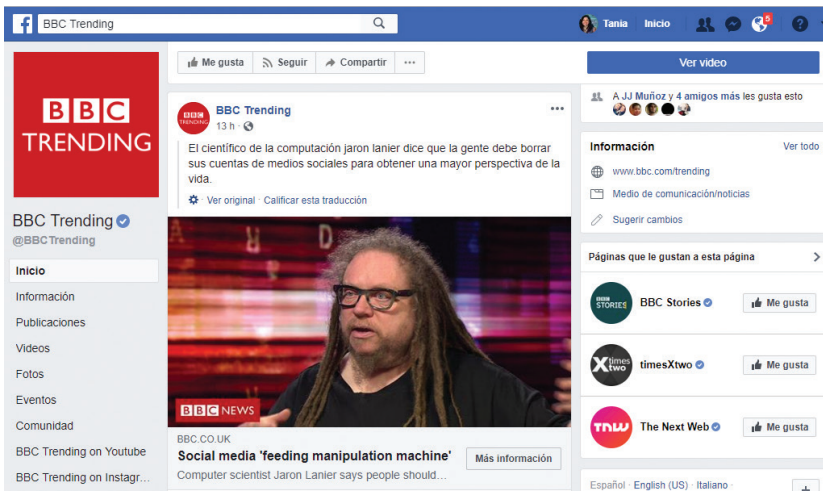 f BBC Trending
Tania Inicio 5 ?
BBC
TRENDING
BBC Trending
@BBCTrending
Inicio
Información
Publicaciones
Videos
Fotos
Eventos
Comunidad
BBC Trending on Youtube
BBC Trending on Instagr...
Me gusta Seguir Compartir ...
BBC TRENDING
BBC Trending ...
13 h ·
El científico de la computación jaron lanier dice que la gente debe borrar
sus cuentas de medios sociales para obtener una mayor perspectiva de la
vida.
· Ver original · Calificar esta traducción
A R D
BBC NEWS
BBC.CO.UK
Social media 'feeding manipulation machine'
Computer scientist Jaron Lanier says people should...
Más información
Ver video
A JJ Muñoz y 4 amigos más les gusta esto
Información Ver todo
www.bbc.com/trending
Medio de comunicación/noticias
Sugerir cambios
Páginas que le gustan a esta página >
STORIES BBC Stories Me gusta
Xtimes
two timesXtwo Me gusta
TNW The Next Web Me gusta
Español · English (US) · Italiano · +